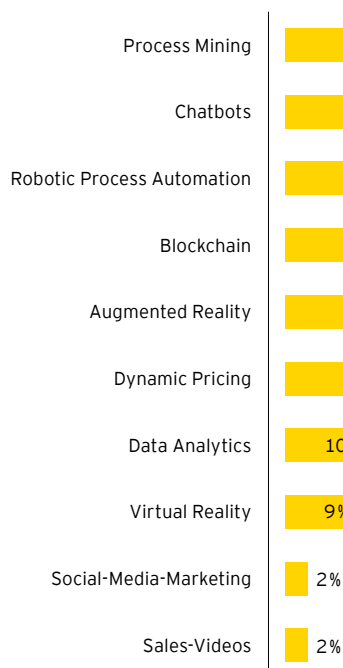 Process Mining
Chatbots
Robotic Process Automation
Blockchain
Augmented Reality
Dynamic Pricing
Data Analytics 10
Virtual Reality 9%
Social-Media-Marketing 2%
Sales-Videos 2%